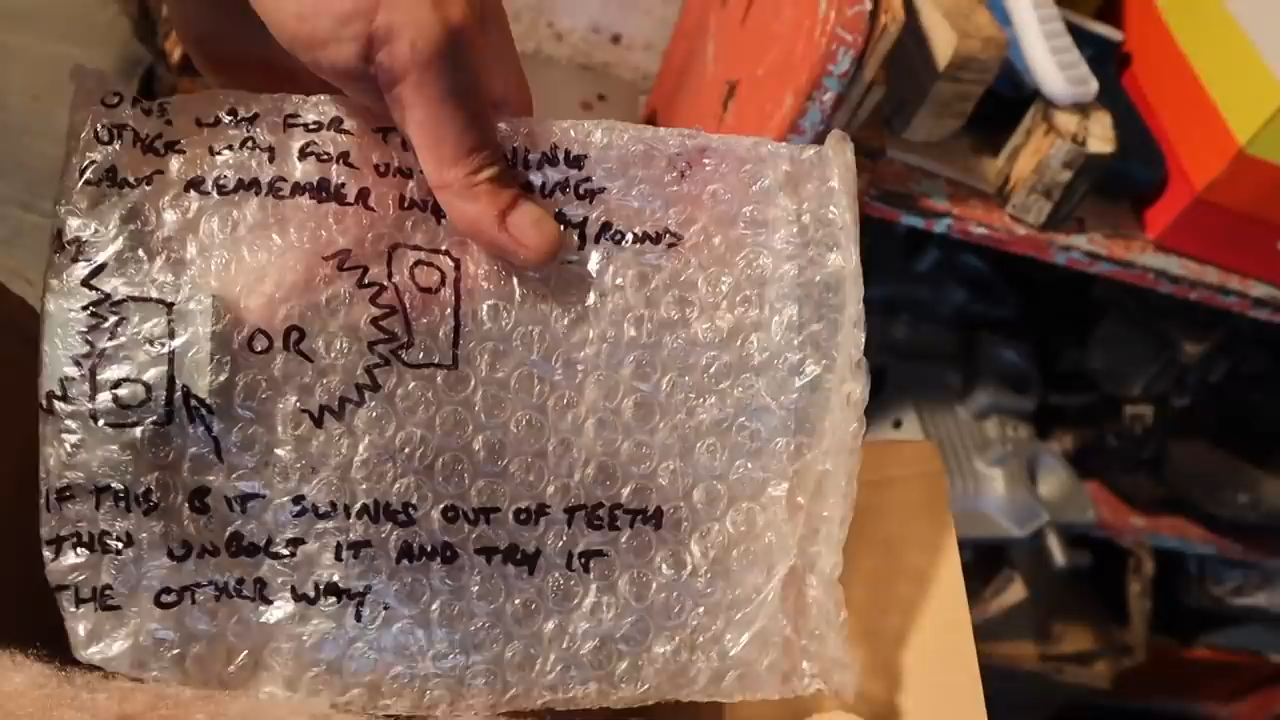 ONE WAY FOR
OTHER WAY FOR
CANT REMEMBER ROUND
OR
IF THIS BIT SWINGS OUT OF TEETH
THEN UNBOLT IT AND TRY IT
THE OTHER WAY.